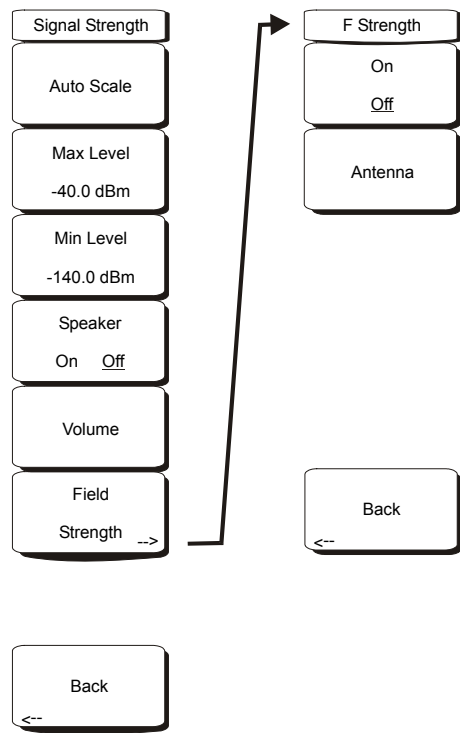 Signal Strength
Auto Scale
Max Level
-40.0 dBm
Min Level
-140.0 dBm
Speaker
On Off
Volume
Field
Strength -->
Back
<--
F Strength
On
Off
Antenna
Back
<--